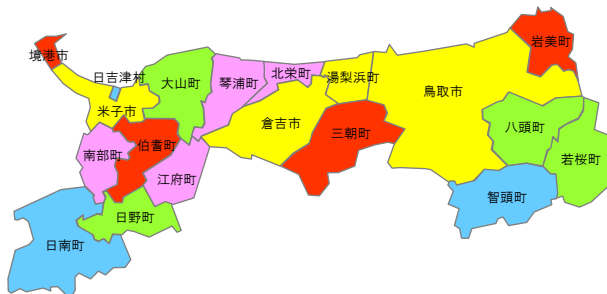 岩美町
境港市
日吉津村
大山町
琴浦町
北栄町
湯梨浜町
鳥取市
米子市
倉吉市
八頭町
伯耆町
三朝町
南部町
若桜町
江府町
智頭町
日野町
日南町